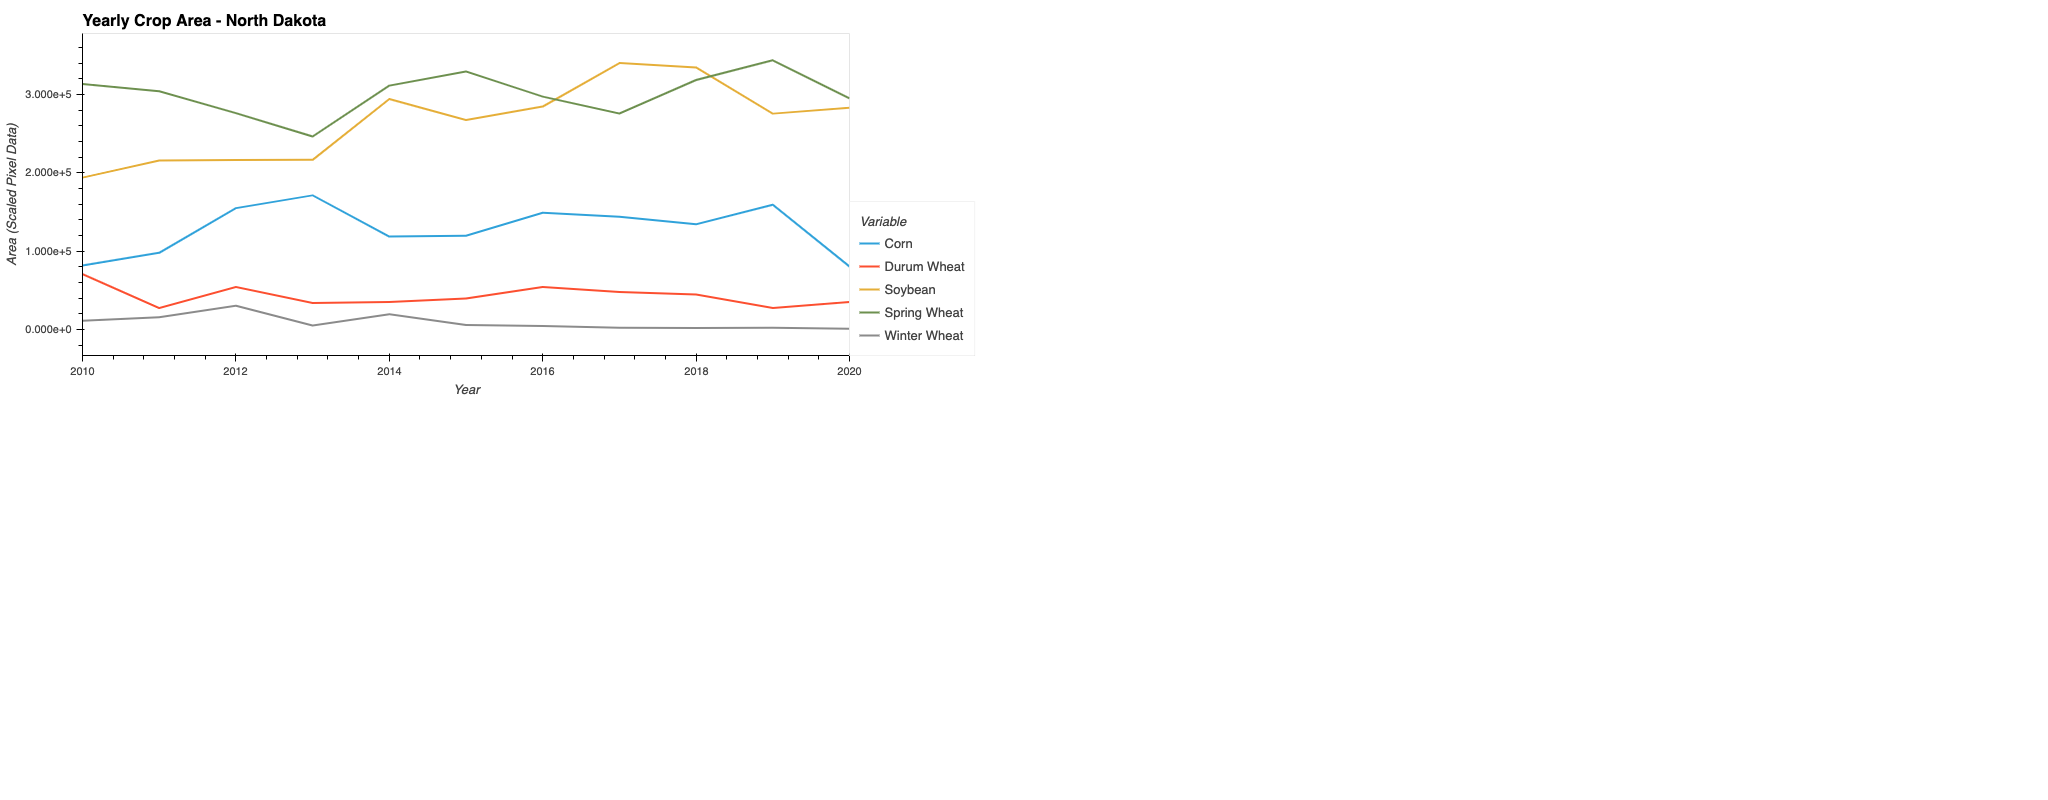 Yearly Crop Area - North Dakota
Area (Scaled Pixel Data)
3.000e+5
2.000e+5
1.000e+5
0.000e+0
2010 2012 2014 2016 2018 2020
Year
Variable
Corn
Durum Wheat
Soybean
Spring Wheat
Winter Wheat